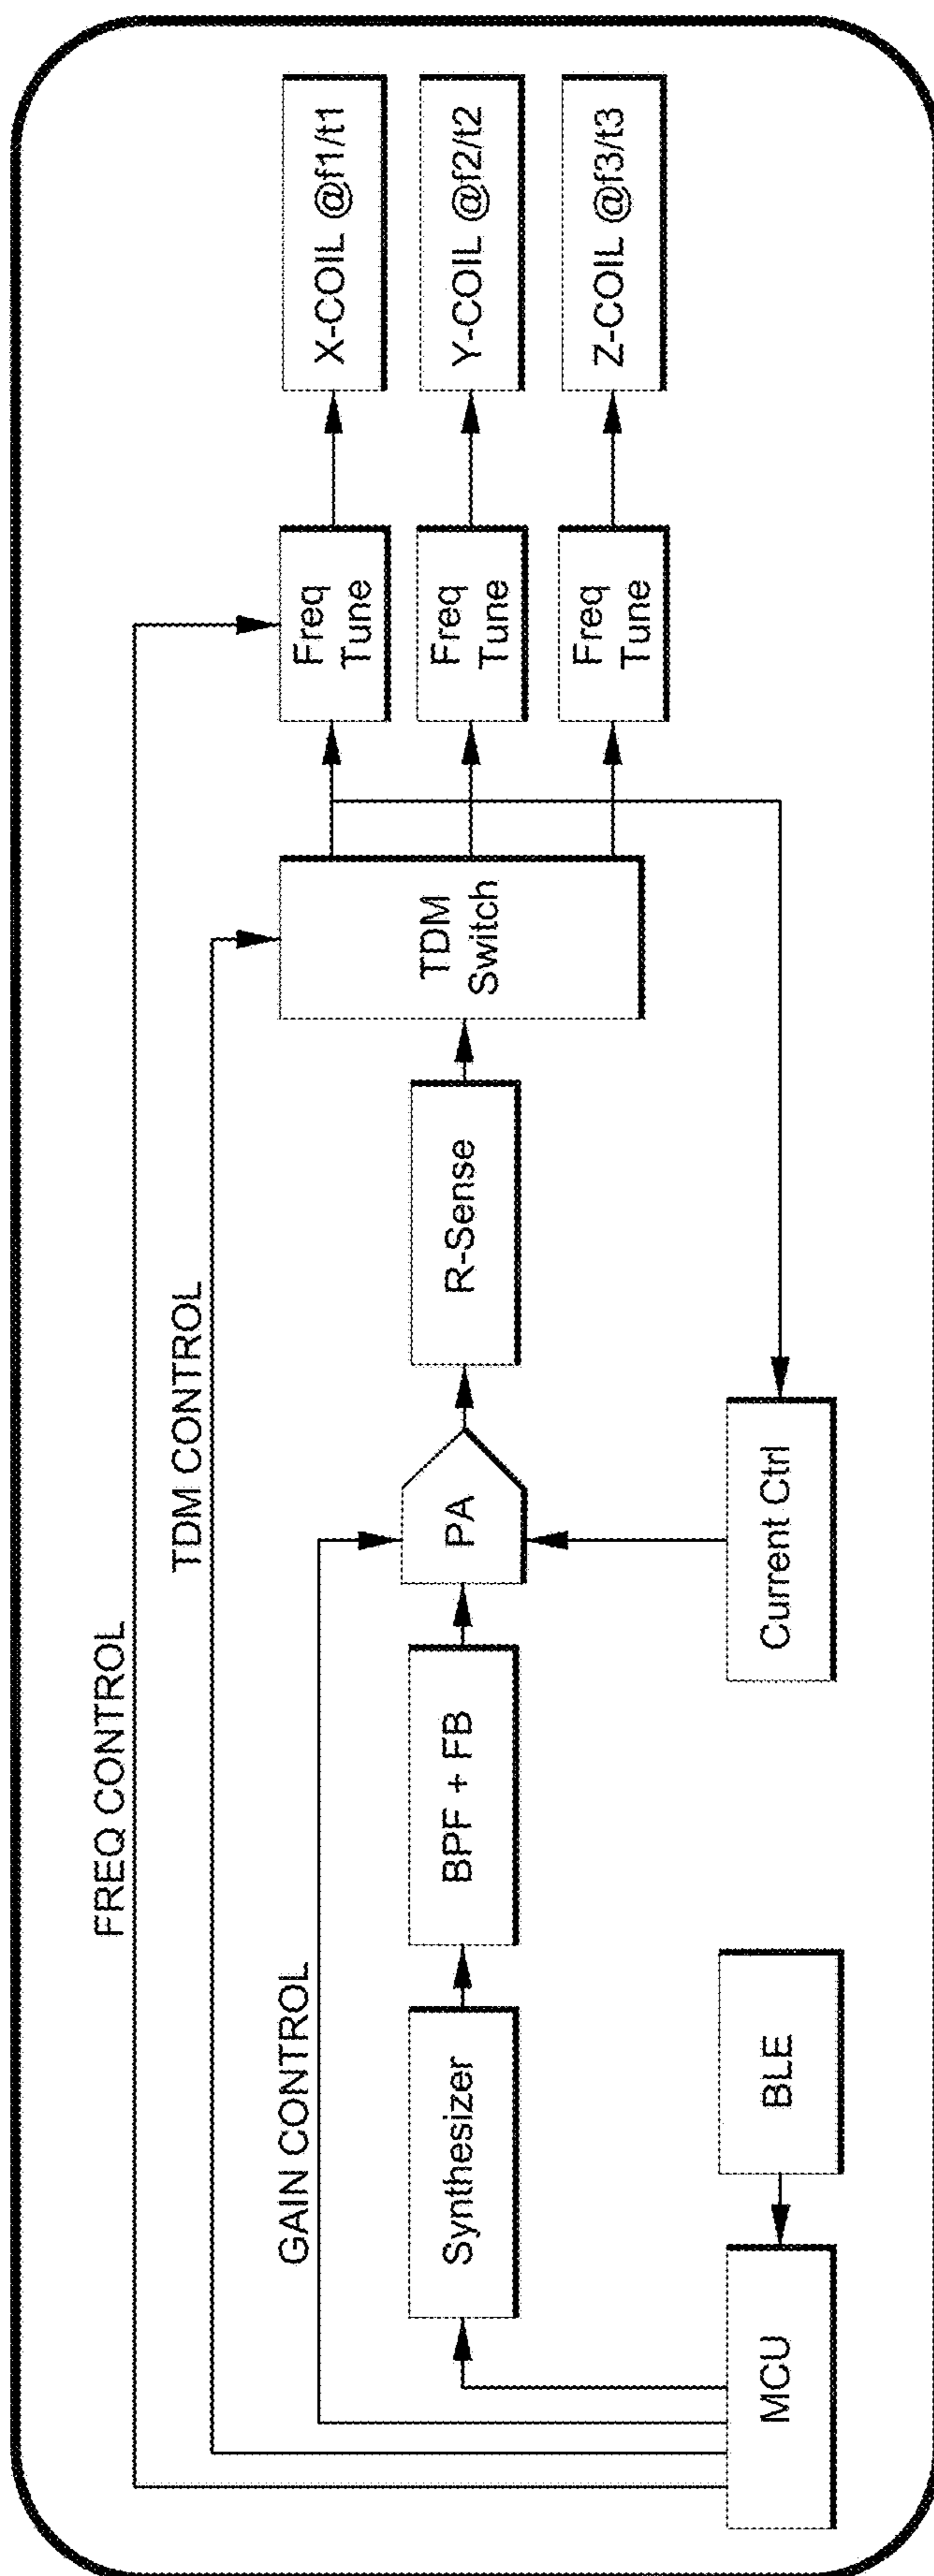 FREQ CONTROL
TDM CONTROL
GAIN CONTROL
MCU
BLE
Synthesizer
BPF + FB
PA
Current Ctrl
R-Sense
TDM
Switch
Freq
Tune
Freq
Tune
Freq
Tune
X-COIL @f1/t1
Y-COIL @f2/t2
Z-COIL @f3/t3